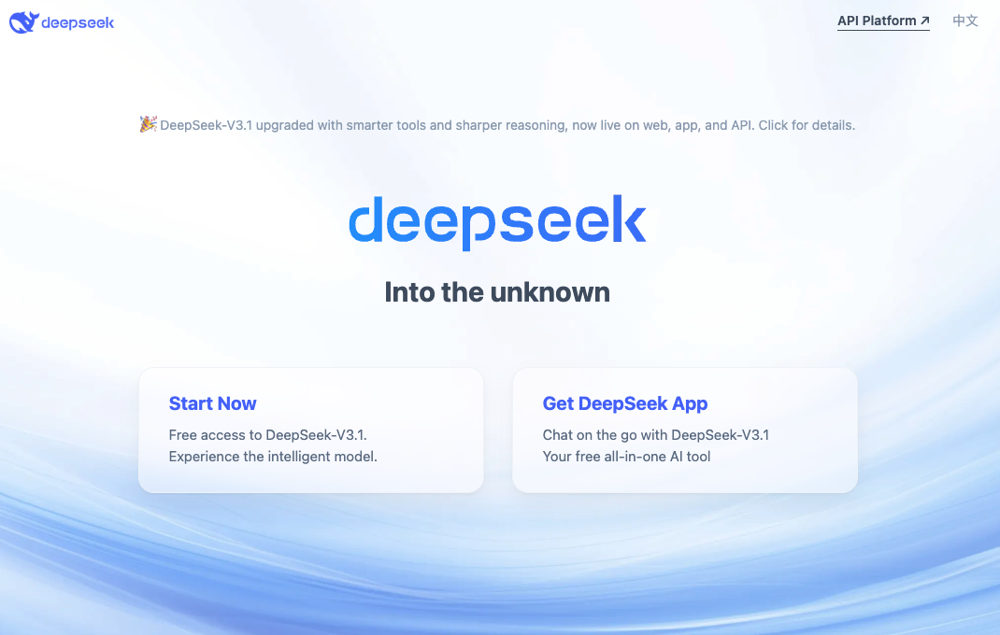 deepseek
API Platform ↗
中文
🎉 DeepSeek-V3.1 upgraded with smarter tools and sharper reasoning, now live on web, app, and API. Click for details.
deepseek
Into the unknown
Start Now
Free access to DeepSeek-V3.1.
Experience the intelligent model.
Get DeepSeek App
Chat on the go with DeepSeek-V3.1
Your free all-in-one AI tool